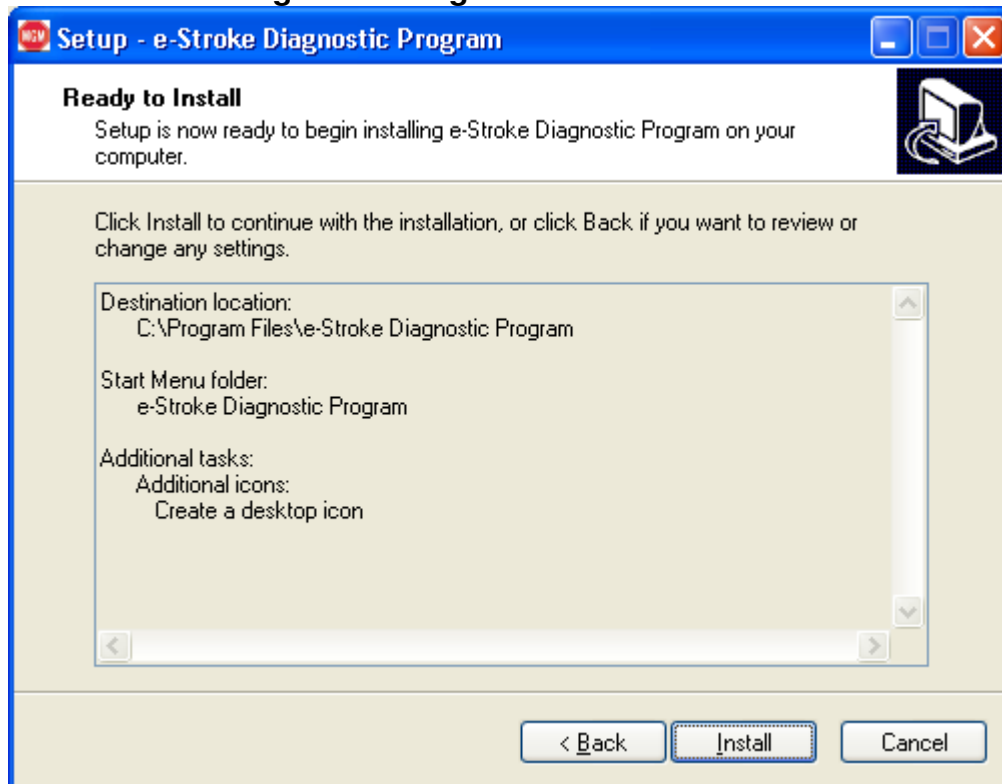 MGM Setup - e-Stroke Diagnostic Program
Ready to Install
Setup is now ready to begin installing e-Stroke Diagnostic Program on your
computer.
Click Install to continue with the installation, or click Back if you want to review or
change any settings.
Destination location:
C:\Program Files\e-Stroke Diagnostic Program
Start Menu folder:
e-Stroke Diagnostic Program
Additional tasks:
Additional icons:
Create a desktop icon
< Back Install Cancel